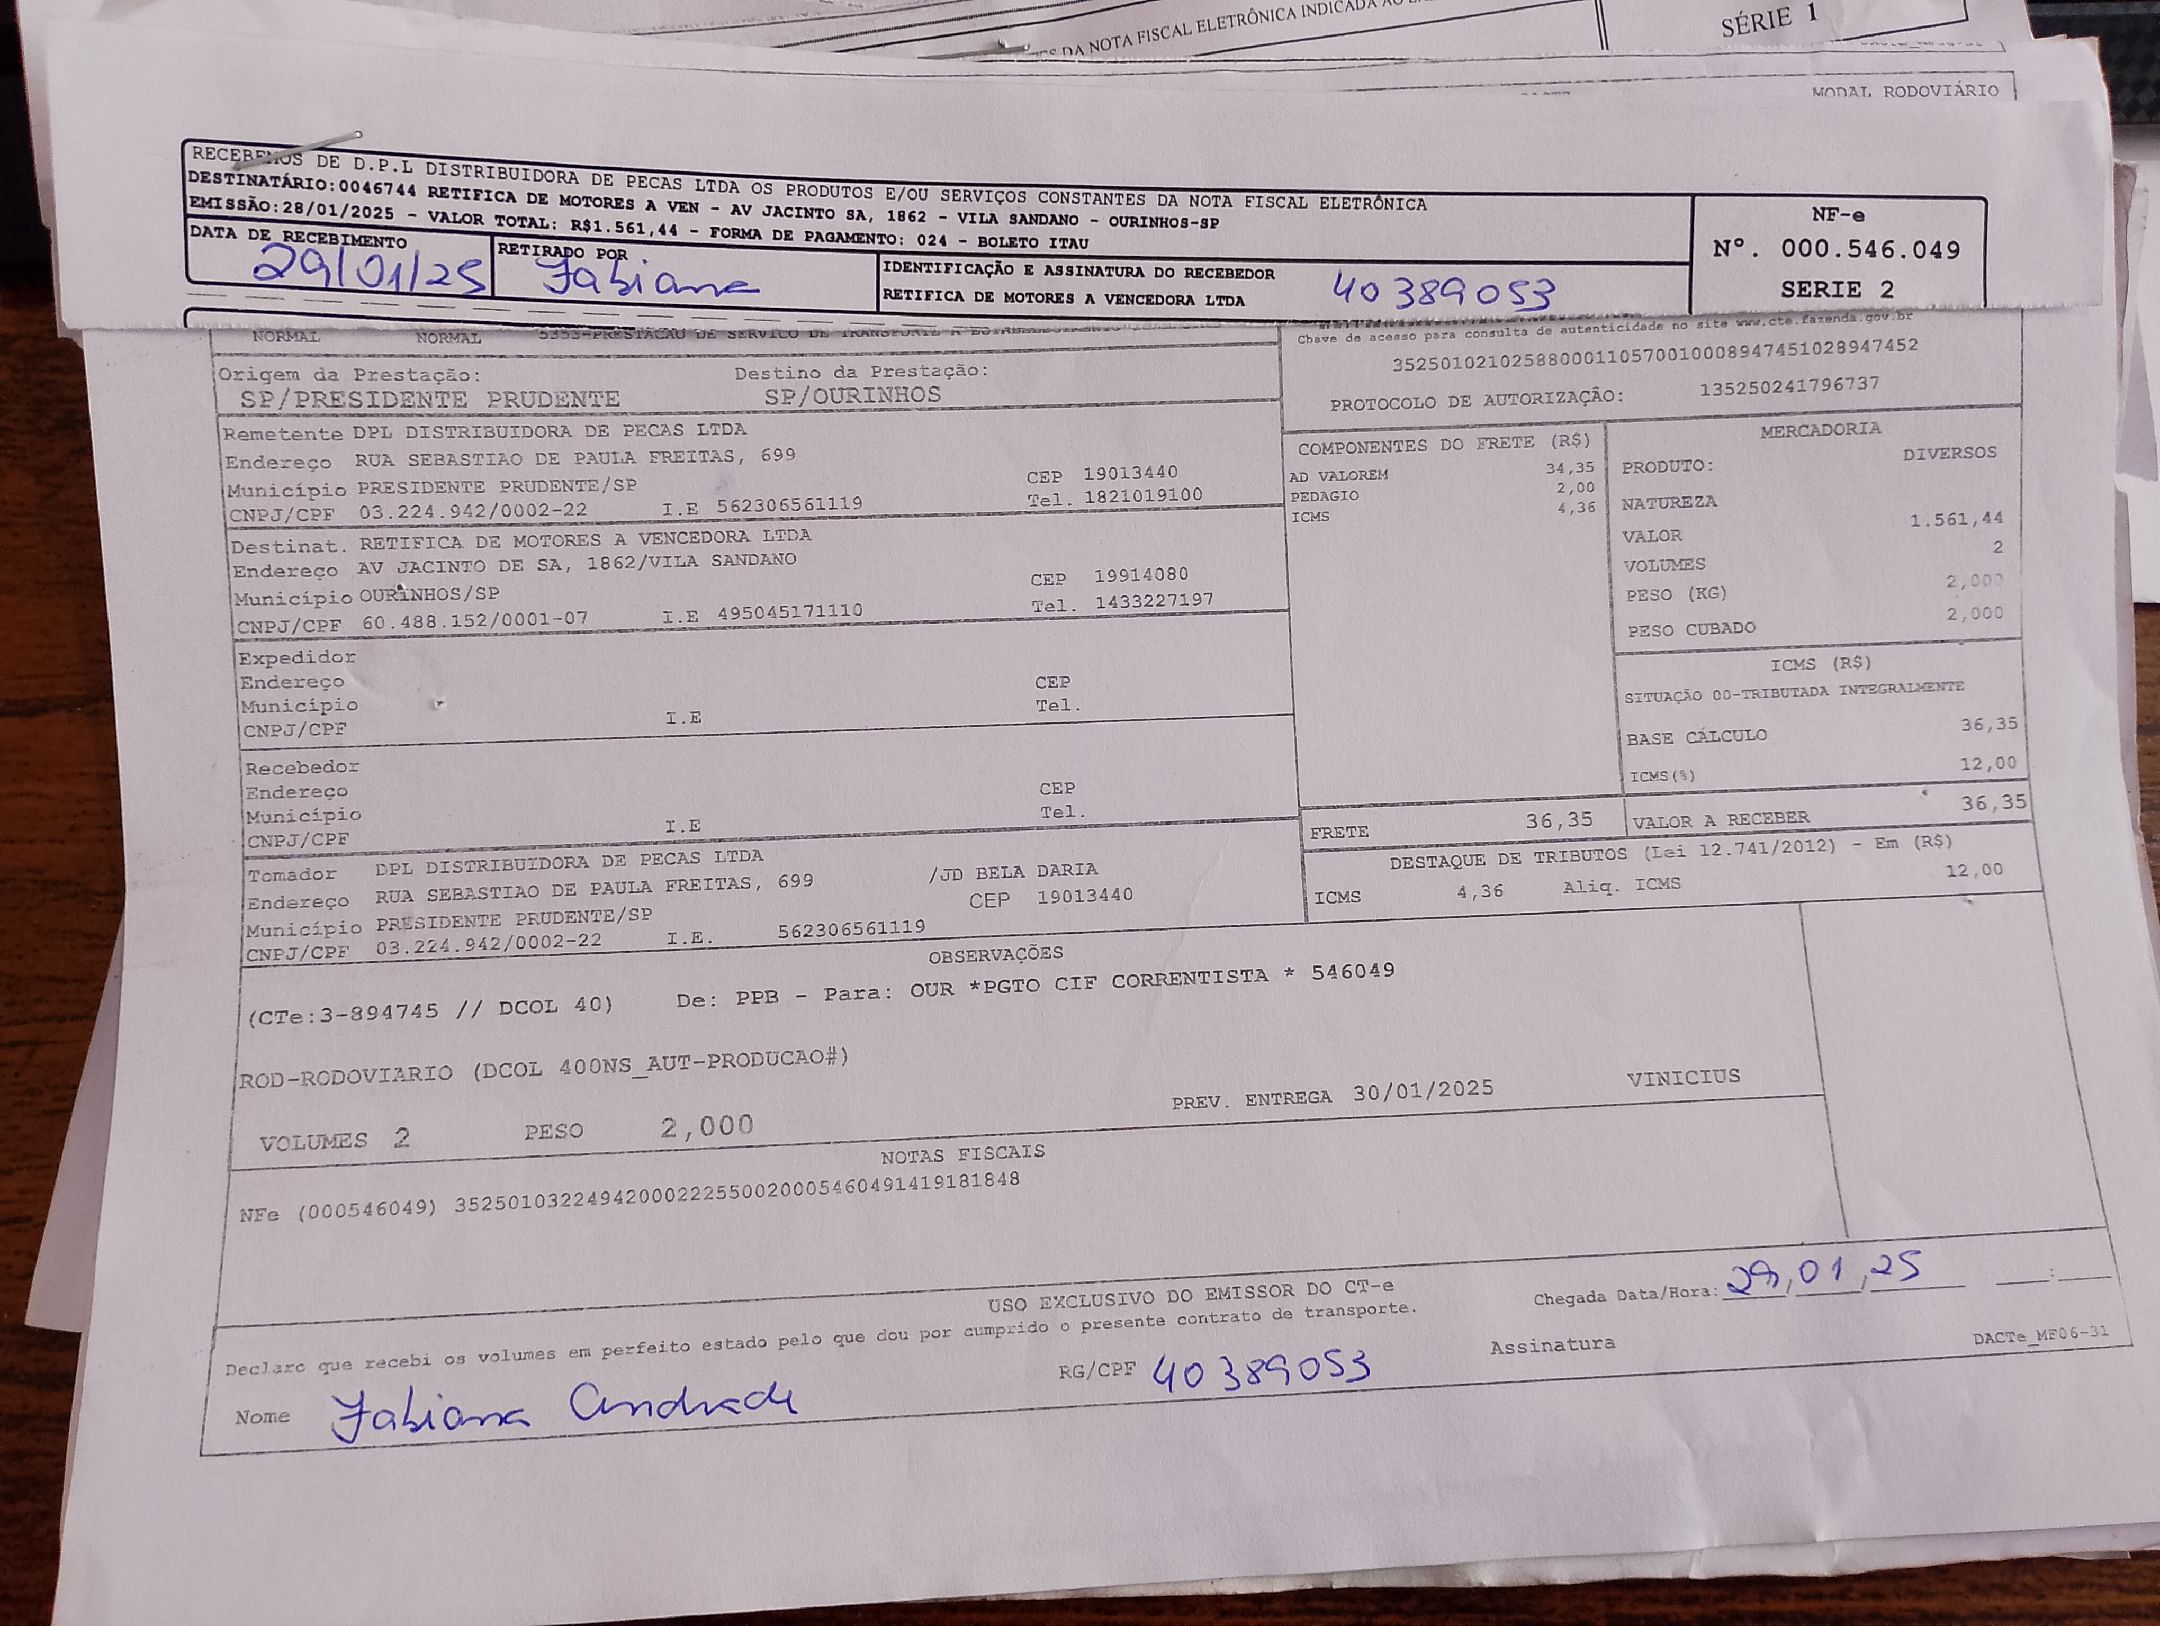 DA NOTA FISCAL ELETRÔNICA INDICADA
SÉRIE 1
MODAL RODOVIÁRIO
RECEBEMOS DE D.P.L DISTRIBUIDORA DE PECAS LTDA OS PRODUTOS E/OU SERVIÇOS CONSTANTES DA NOTA FISCAL ELETRÔNICA
DESTINATÁRIO:0046744 RETIFICA DE MOTORES A VEN - AV JACINTO SA, 1862 - VILA SANDANO - OURINHOS-SP
EMISSÃO:28/01/2025 - VALOR TOTAL: R$1.561,44 - FORMA DE PAGAMENTO: 024 - BOLETO ITAU
DATA DE RECEBIMENTO
29/01/25
RETIRADO POR
Fabiana
IDENTIFICAÇÃO E ASSINATURA DO RECEBEDOR
RETIFICA DE MOTORES A VENCEDORA LTDA
40389053
NF-e
Nº. 000.546.049
SERIE 2
NORMAL NORMAL 5353-PRESTACAO DE SERVICO DE TRANSPORTE A
Chave de acesso para consulta de autenticidade no site www.cte.fazenda.gov.br
35250102102588000110570010008947451028947452
PROTOCOLO DE AUTORIZAÇÃO: 135250241796737
Origem da Prestação: Destino da Prestação:
SP/PRESIDENTE PRUDENTE SP/OURINHOS
Remetente DPL DISTRIBUIDORA DE PECAS LTDA
Endereço RUA SEBASTIAO DE PAULA FREITAS, 699
Município PRESIDENTE PRUDENTE/SP CEP 19013440
CNPJ/CPF 03.224.942/0002-22 I.E 562306561119 Tel. 1821019100
Destinat. RETIFICA DE MOTORES A VENCEDORA LTDA
Endereço AV JACINTO DE SA, 1862/VILA SANDANO
Município OURINHOS/SP CEP 19914080
CNPJ/CPF 60.488.152/0001-07 I.E 495045171110 Tel. 1433227197
Expedidor
Endereço CEP
Município Tel.
CNPJ/CPF I.E
Recebedor
Endereço CEP
Município Tel.
CNPJ/CPF I.E
Tomador DPL DISTRIBUIDORA DE PECAS LTDA
Endereço RUA SEBASTIAO DE PAULA FREITAS, 699 /JD BELA DARIA
Município PRESIDENTE PRUDENTE/SP CEP 19013440
CNPJ/CPF 03.224.942/0002-22 I.E. 562306561119
COMPONENTES DO FRETE (R$)
AD VALOREM 34,35
PEDAGIO 2,00
ICMS 4,36
MERCADORIA
PRODUTO: DIVERSOS
NATUREZA
VALOR 1.561,44
VOLUMES 2
PESO (KG) 2,000
PESO CUBADO 2,000
ICMS (R$)
SITUAÇÃO 00-TRIBUTADA INTEGRALMENTE
BASE CÁLCULO 36,35
ICMS(%) 12,00
FRETE 36,35 VALOR A RECEBER 36,35
DESTAQUE DE TRIBUTOS (Lei 12.741/2012) - Em (R$)
ICMS 4,36 Aliq. ICMS 12,00
OBSERVAÇÕES
(CTe:3-894745 // DCOL 40) De: PPB - Para: OUR *PGTO CIF CORRENTISTA * 546049
ROD-RODOVIARIO (DCOL 400NS_AUT-PRODUCAO#)
VOLUMES 2 PESO 2,000 PREV. ENTREGA 30/01/2025 VINICIUS
NOTAS FISCAIS
NFe (000546049) 35250103224942000222550020005460491419181848
USO EXCLUSIVO DO EMISSOR DO CT-e
Declaro que recebi os volumes em perfeito estado pelo que dou por cumprido o presente contrato de transporte.
Chegada Data/Hora: 29,01,25 __:__
Nome Fabiana Andrade RG/CPF 40389053 Assinatura
DACTe_MF06-31